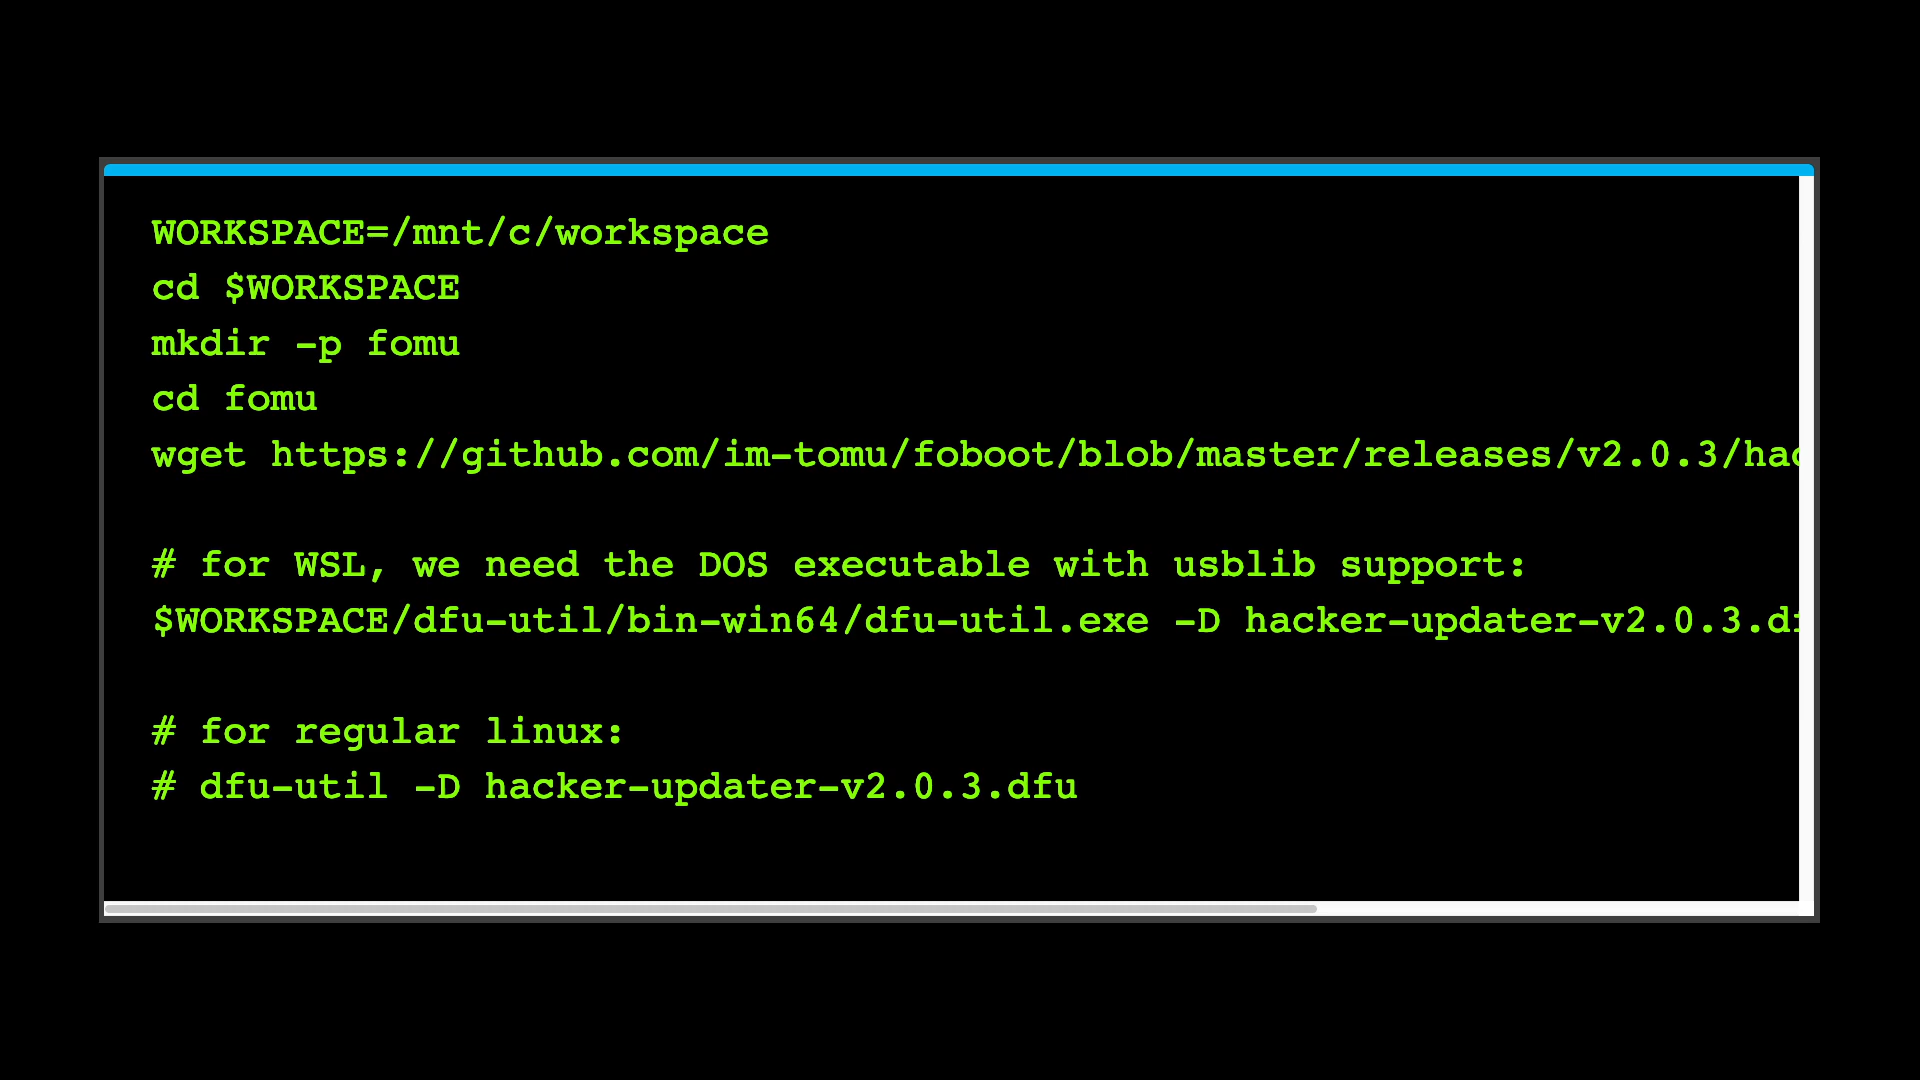 WORKSPACE=/mnt/c/workspace
cd $WORKSPACE
mkdir -p fomu
cd fomu
wget https://github.com/im-tomu/foboot/blob/master/releases/v2.0.3/hac
# for WSL, we need the DOS executable with usblib support:
$WORKSPACE/dfu-util/bin-win64/dfu-util.exe -D hacker-updater-v2.0.3.df
# for regular linux:
# dfu-util -D hacker-updater-v2.0.3.dfu